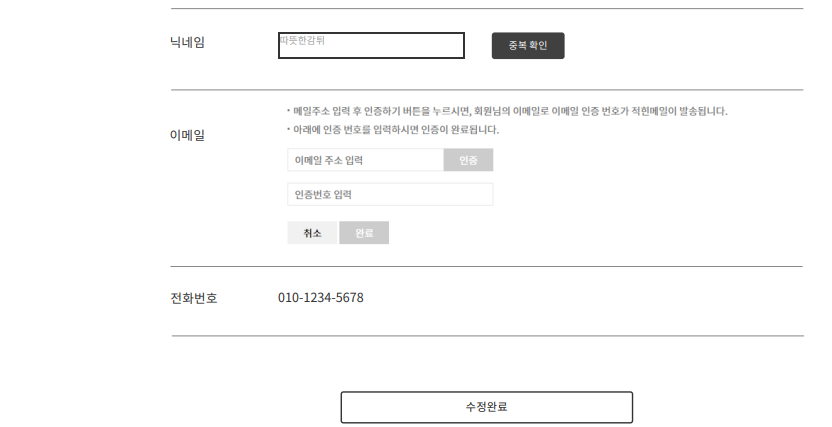 닉네임
따뜻한감튀
중복 확인
• 메일주소 입력 후 인증하기 버튼을 누르시면, 회원님의 이메일로 이메일 인증 번호가 적힌메일이 발송됩니다.
• 아래에 인증 번호를 입력하시면 인증이 완료됩니다.
이메일
이메일 주소 입력
인증
인증번호 입력
취소
완료
전화번호
010-1234-5678
수정완료